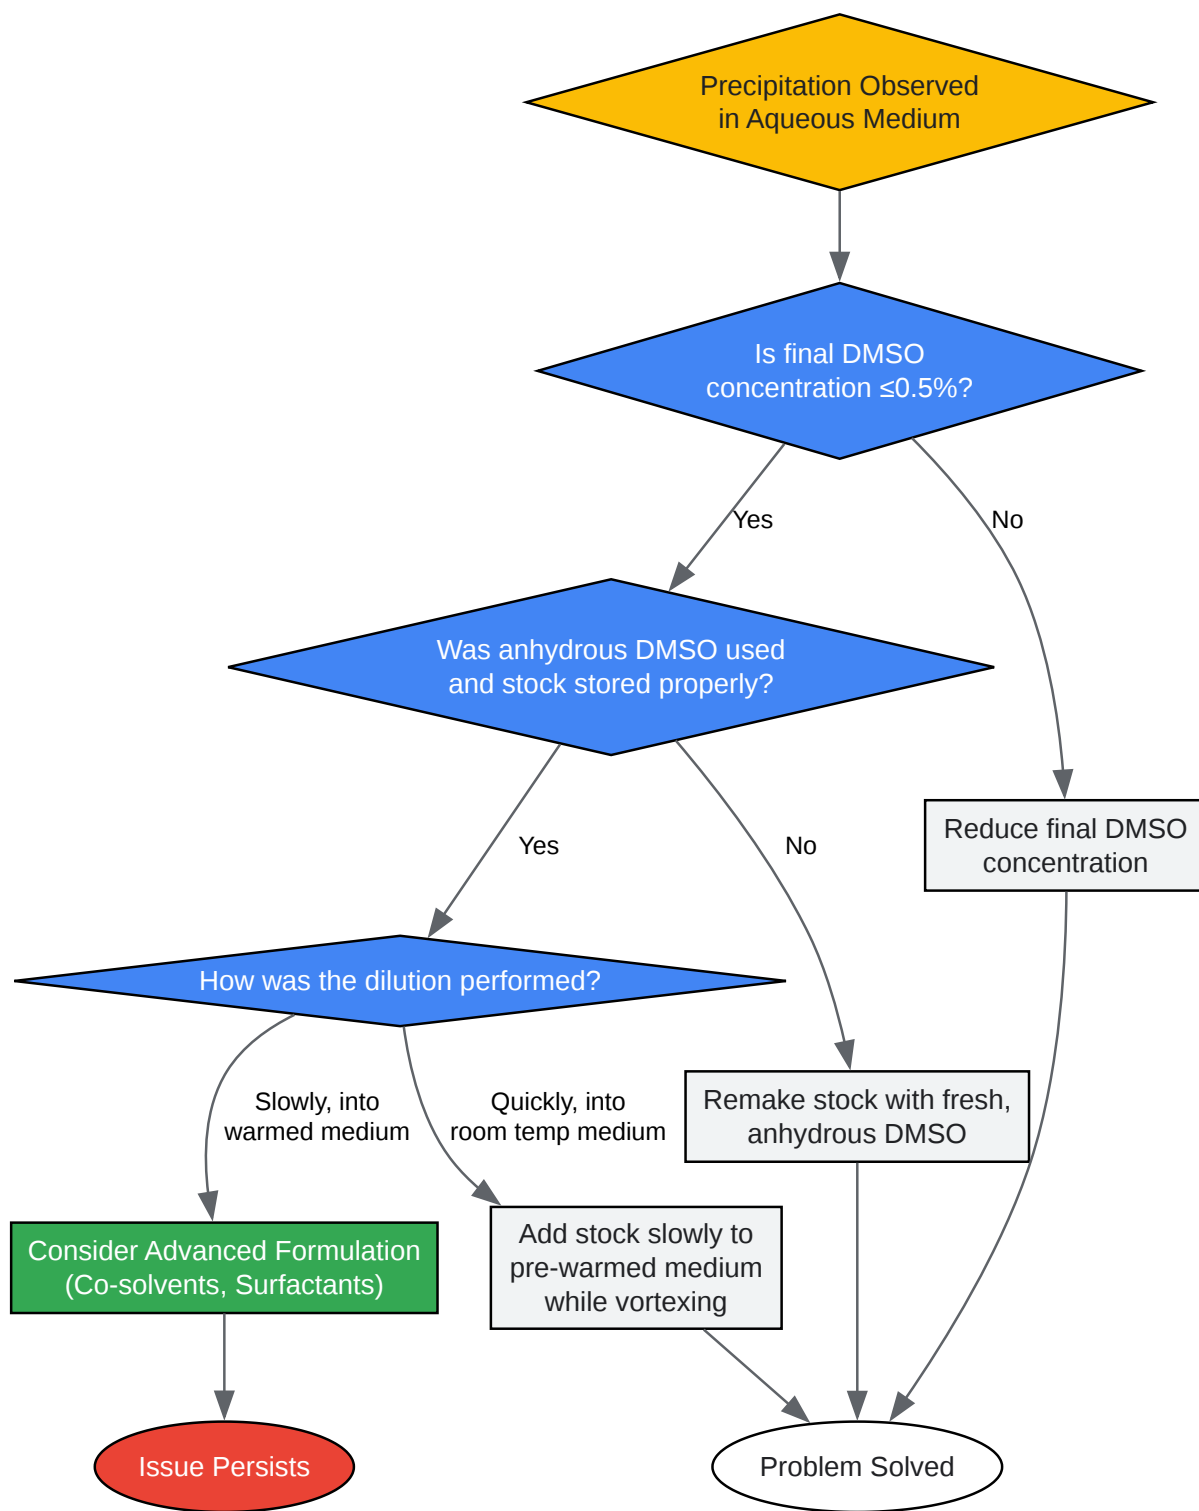 Precipitation Observed
in Aqueous Medium
Is final DMSO
concentration ≤0.5%?
Yes
No
Was anhydrous DMSO used
and stock stored properly?
Reduce final DMSO
concentration
Yes
No
How was the dilution performed?
Slowly, into
warmed medium
Quickly, into
room temp medium
Remake stock with fresh,
anhydrous DMSO
Consider Advanced Formulation
(Co-solvents, Surfactants)
Add stock slowly to
pre-warmed medium
while vortexing
Issue Persists
Problem Solved